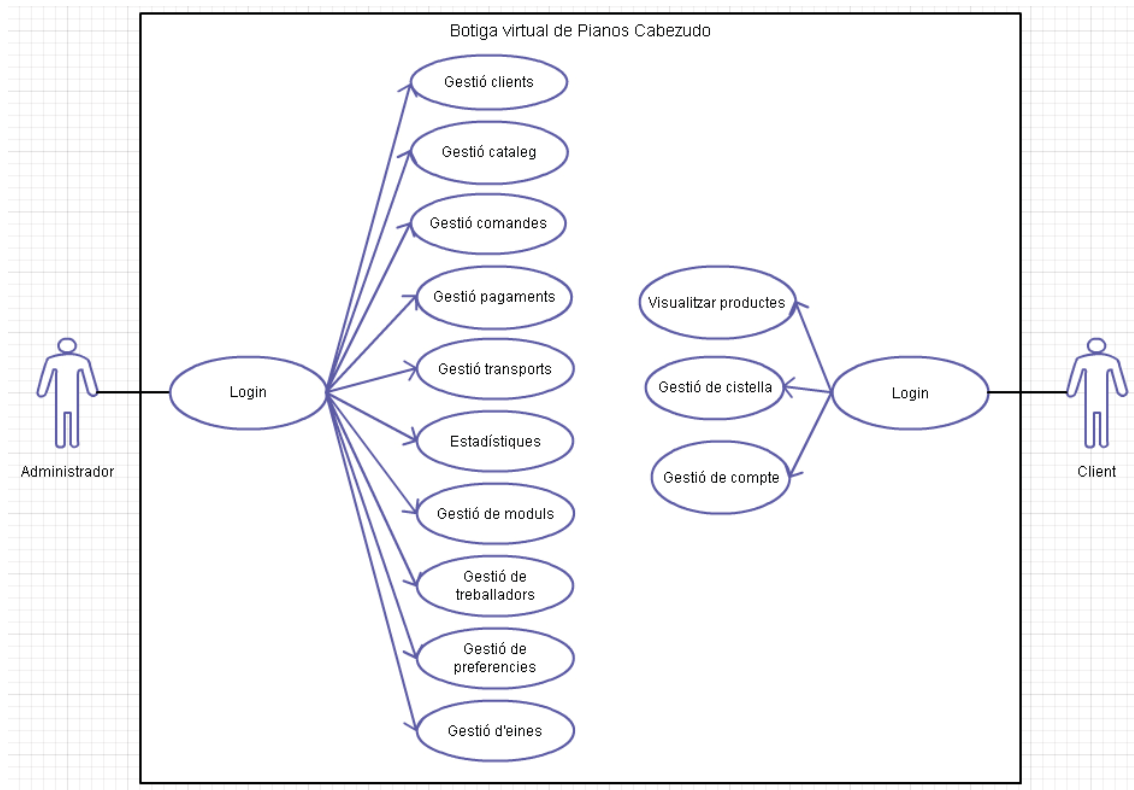 Botiga virtual de Pianos Cabezudo
Gestió clients
Gestió cataleg
Gestió comandes
Gestió pagaments
Gestió transports
Estadístiques
Gestió de moduls
Gestió de
treballadors
Gestió de
preferencies
Gestió d'eines
Login
Administrador
Visualitzar productes
Gestió de cistella
Gestió de compte
Login
Client